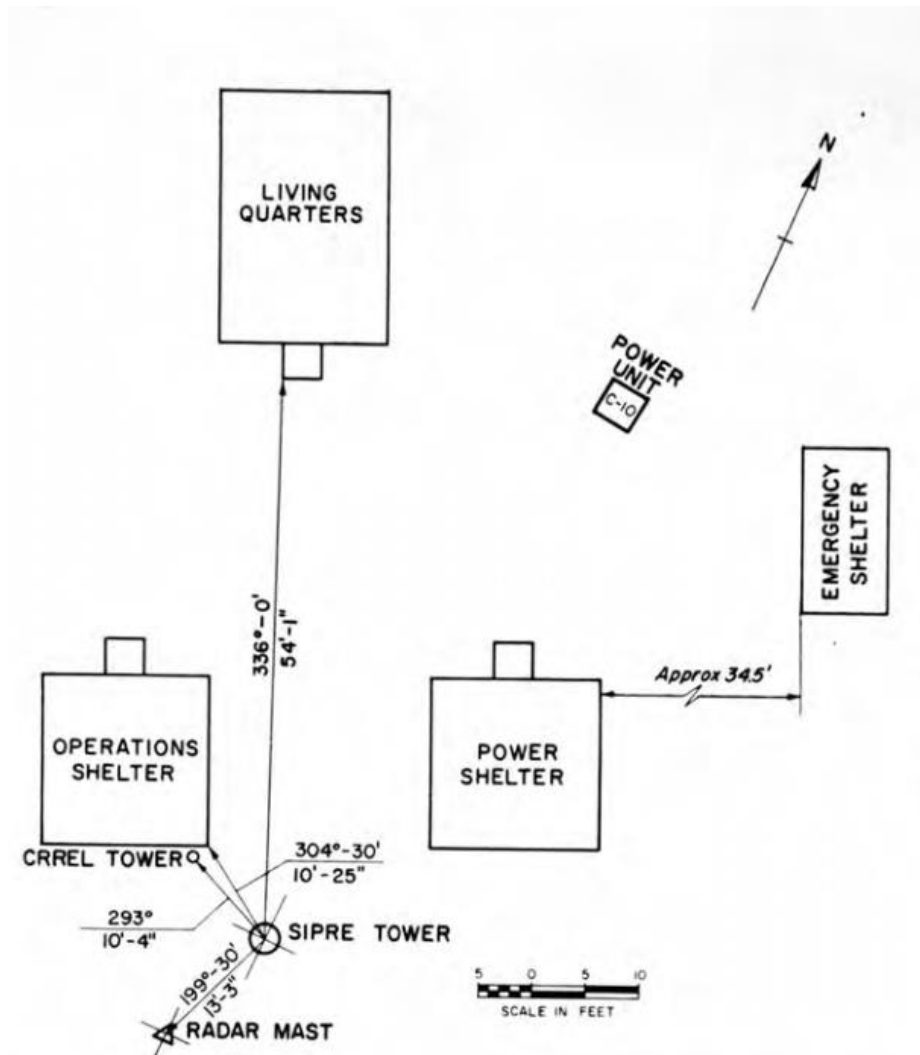 LIVING
QUARTERS
N
POWER
UNIT
C-10
EMERGENCY
SHELTER
336°-0'
54'-1"
Approx 34.5'
OPERATIONS
SHELTER
POWER
SHELTER
CRREL TOWER
304°-30'
10'-25"
293°
10'-4"
SIPRE TOWER
199°-30'
13'-3"
RADAR MAST
5 0 5 10
SCALE IN FEET